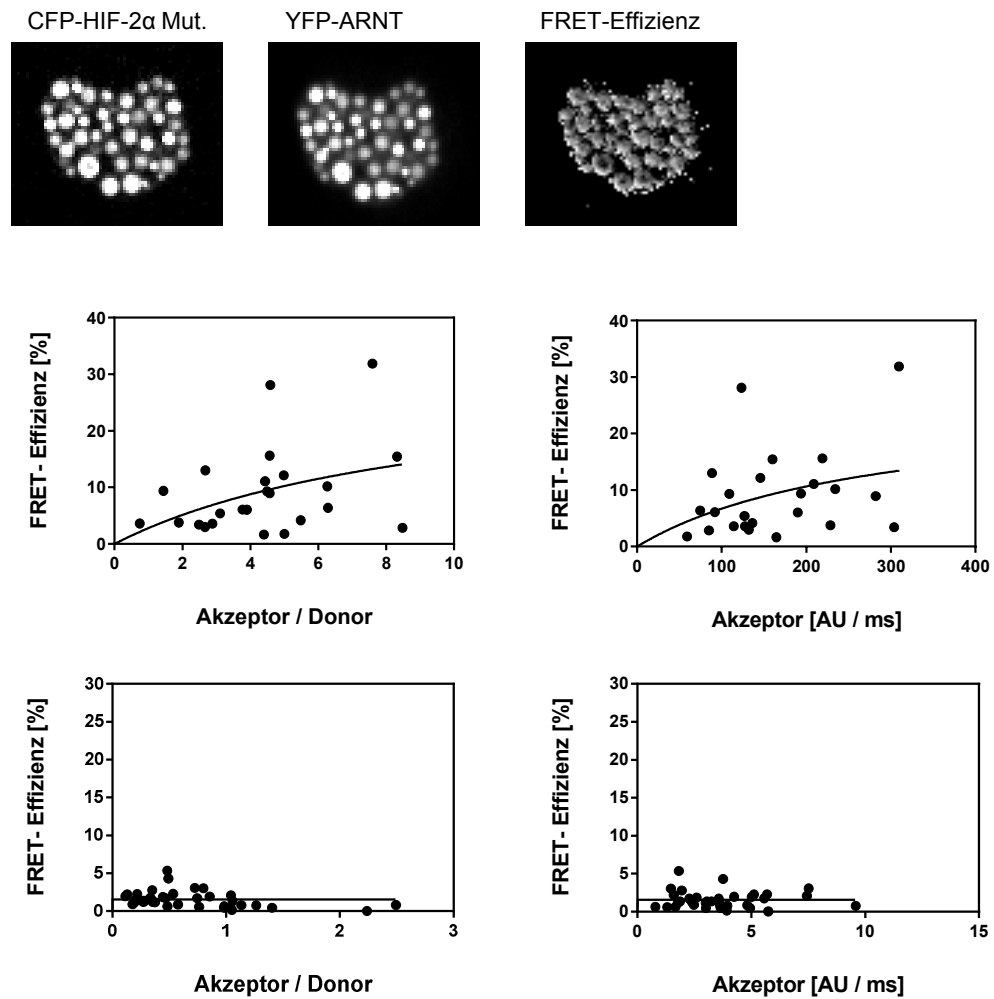 CFP-HIF-2α Mut. YFP-ARNT FRET-Effizienz
FRET- Effizienz [%]
40
30
20
10
0
0 2 4 6 8 10
Akzeptor / Donor
FRET- Effizienz [%]
40
30
20
10
0
0 100 200 300 400
Akzeptor [AU / ms]
FRET- Effizienz [%]
30
25
20
15
10
5
0
0 1 2 3
Akzeptor / Donor
FRET- Effizienz [%]
30
25
20
15
10
5
0
0 5 10 15
Akzeptor [AU / ms]